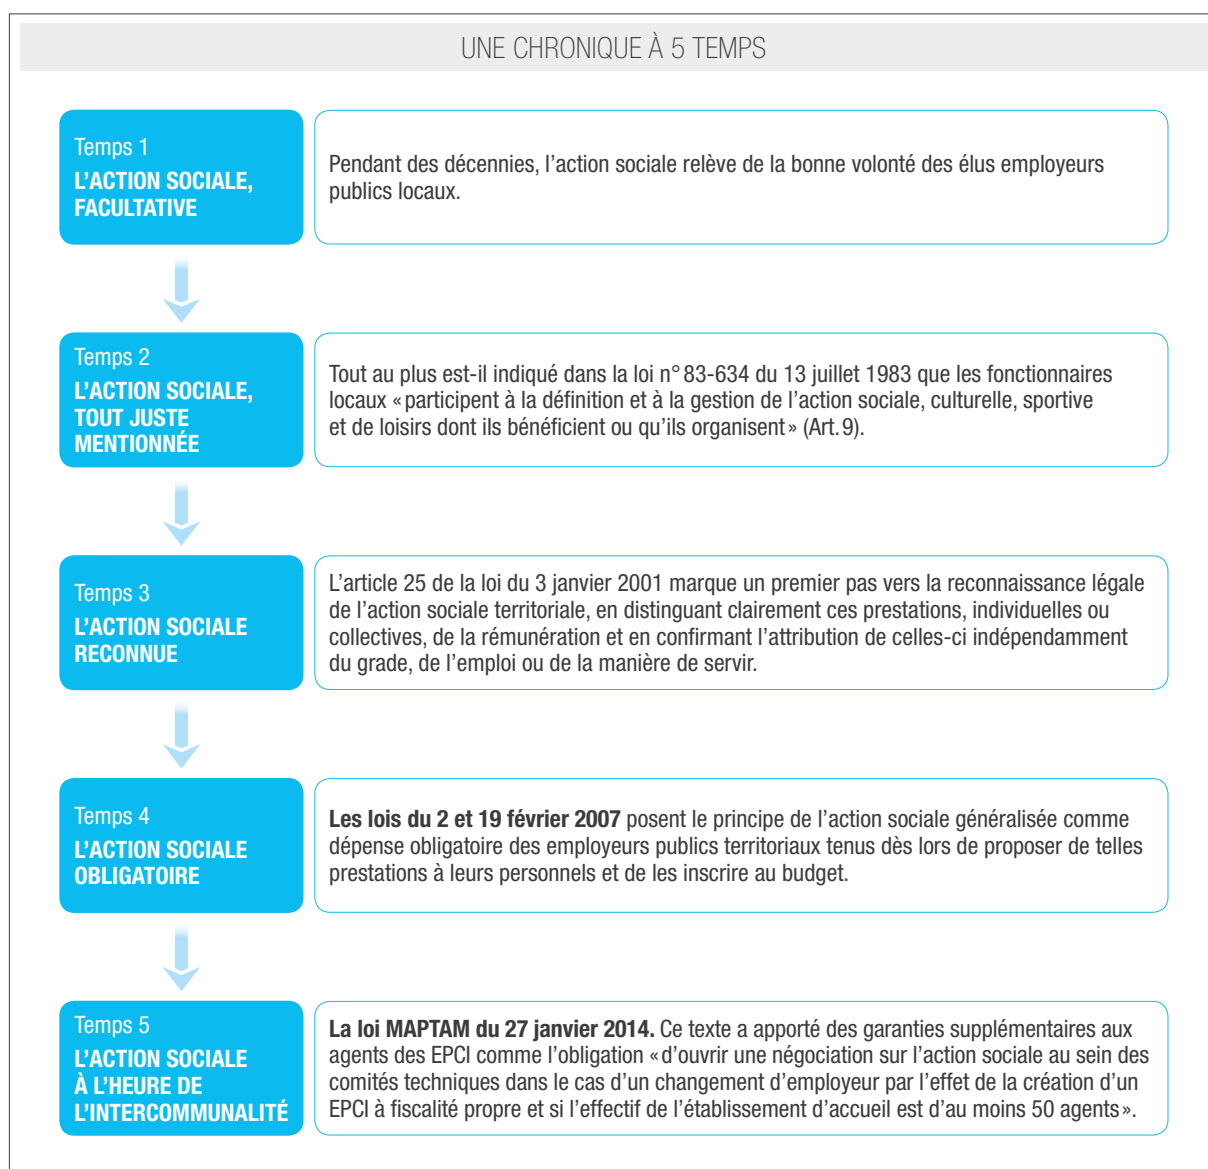 UNE CHRONIQUE À 5 TEMPS
Temps 1
L’ACTION SOCIALE,
FACULTATIVE
Pendant des décennies, l’action sociale relève de la bonne volonté des élus employeurs
publics locaux.
Temps 2
L’ACTION SOCIALE,
TOUT JUSTE
MENTIONNÉE
Tout au plus est-il indiqué dans la loi n° 83-634 du 13 juillet 1983 que les fonctionnaires
locaux « participent à la définition et à la gestion de l’action sociale, culturelle, sportive
et de loisirs dont ils bénéficient ou qu’ils organisent » (Art. 9).
Temps 3
L’ACTION SOCIALE
RECONNUE
L’article 25 de la loi du 3 janvier 2001 marque un premier pas vers la reconnaissance légale
de l’action sociale territoriale, en distinguant clairement ces prestations, individuelles ou
collectives, de la rémunération et en confirmant l’attribution de celles-ci indépendamment
du grade, de l’emploi ou de la manière de servir.
Temps 4
L’ACTION SOCIALE
OBLIGATOIRE
Les lois du 2 et 19 février 2007 posent le principe de l’action sociale généralisée comme
dépense obligatoire des employeurs publics territoriaux tenus dès lors de proposer de telles
prestations à leurs personnels et de les inscrire au budget.
Temps 5
L’ACTION SOCIALE
À L’HEURE DE
L’INTERCOMMUNALITÉ
La loi MAPTAM du 27 janvier 2014. Ce texte a apporté des garanties supplémentaires aux
agents des EPCI comme l’obligation « d’ouvrir une négociation sur l’action sociale au sein des
comités techniques dans le cas d’un changement d’employeur par l’effet de la création d’un
EPCI à fiscalité propre et si l’effectif de l’établissement d’accueil est d’au moins 50 agents ».